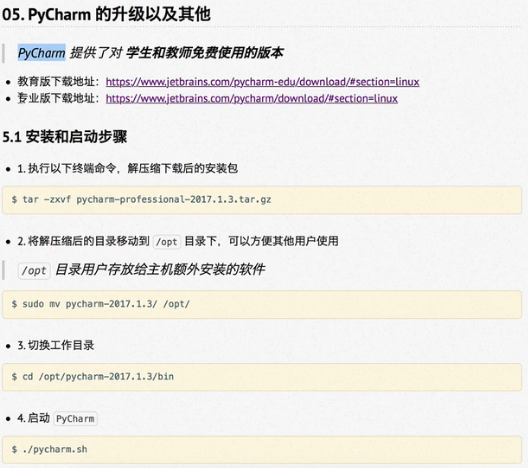 05. PyCharm 的升级以及其他
PyCharm 提供了对 学生和教师免费使用的版本
• 教育版下载地址：https://www.jetbrains.com/pycharm-edu/download/#section=linux
• 专业版下载地址：https://www.jetbrains.com/pycharm/download/#section=linux
5.1 安装和启动步骤
• 1. 执行以下终端命令，解压缩下载后的安装包
$ tar -zxvf pycharm-professional-2017.1.3.tar.gz
• 2. 将解压缩后的目录移动到 /opt 目录下，可以方便其他用户使用
/opt 目录用户存放给主机额外安装的软件
$ sudo mv pycharm-2017.1.3/ /opt/
• 3. 切换工作目录
$ cd /opt/pycharm-2017.1.3/bin
• 4. 启动 PyCharm
$ ./pycharm.sh